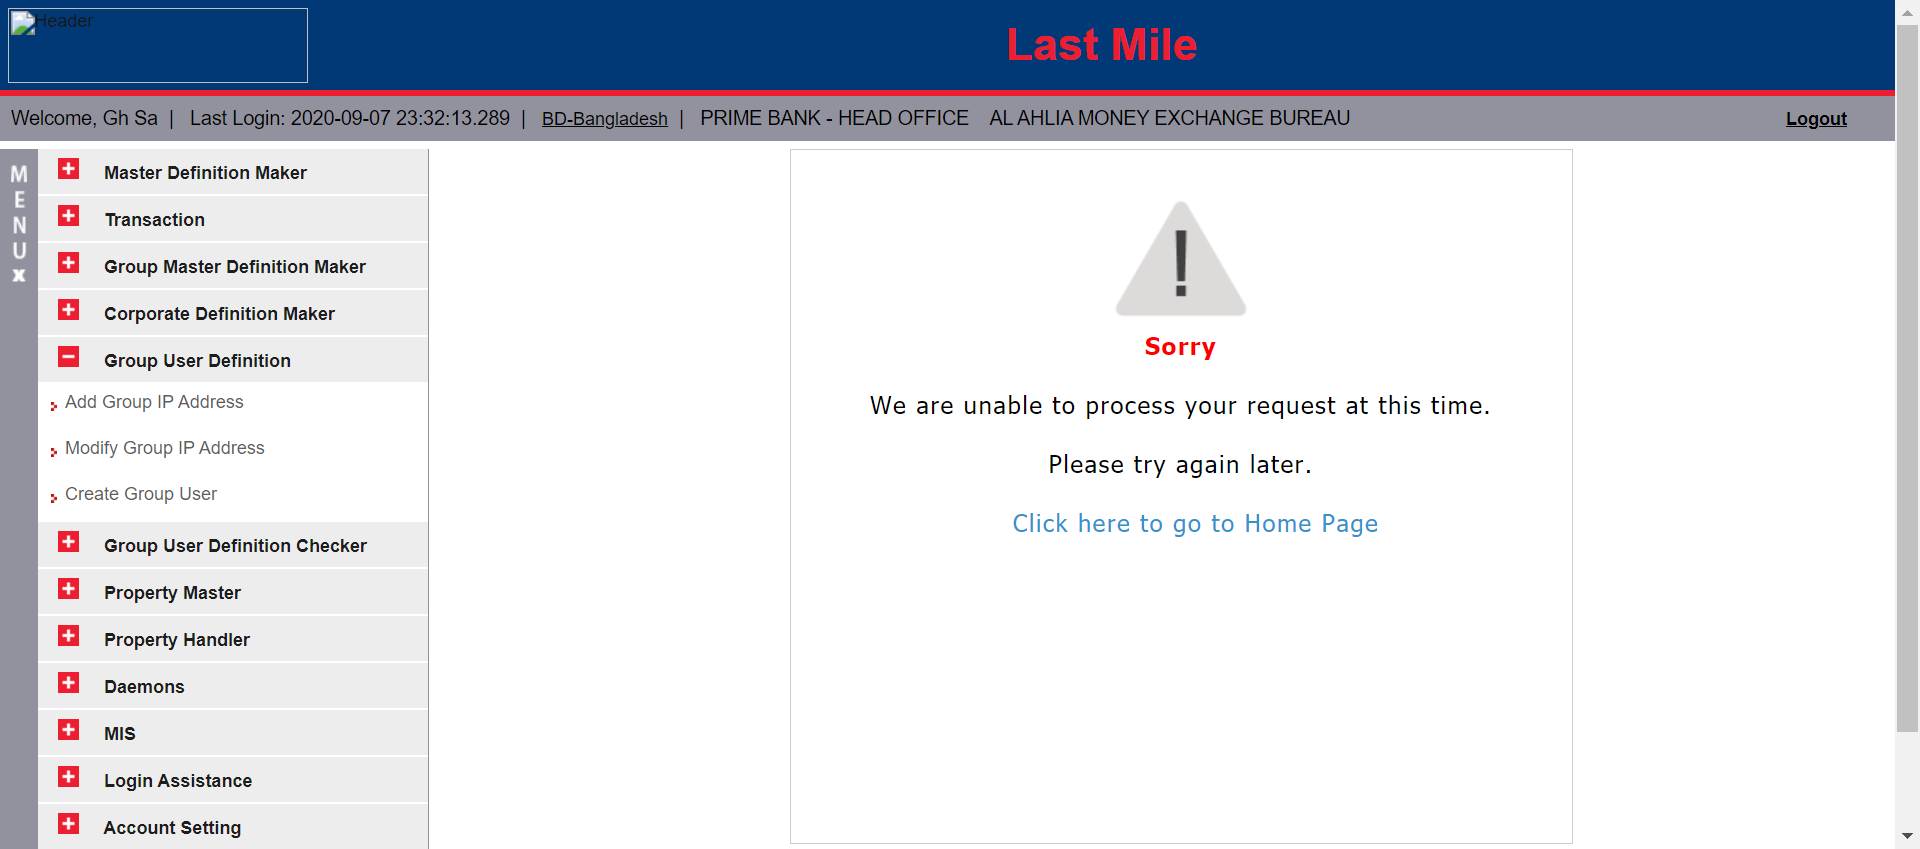 Header
Last Mile
Welcome, Gh Sa | Last Login: 2020-09-07 23:32:13.289 | BD-Bangladesh | PRIME BANK - HEAD OFFICE AL AHLIA MONEY EXCHANGE BUREAU Logout
MENU x
Master Definition Maker
Transaction
Group Master Definition Maker
Corporate Definition Maker
Group User Definition
Add Group IP Address
Modify Group IP Address
Create Group User
Group User Definition Checker
Property Master
Property Handler
Daemons
MIS
Login Assistance
Account Setting
!
Sorry
We are unable to process your request at this time.
Please try again later.
Click here to go to Home Page